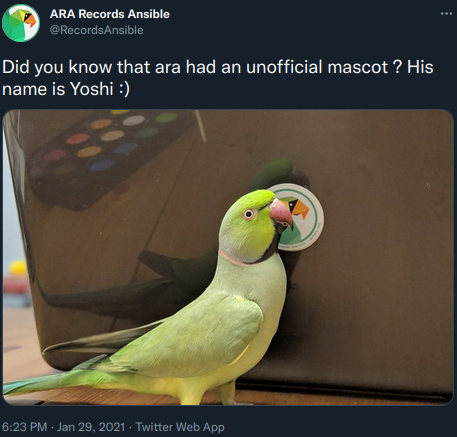 ARA Records Ansible
@RecordsAnsible
Did you know that ara had an unofficial mascot ? His
name is Yoshi :)
6:23 PM · Jan 29, 2021 · Twitter Web App